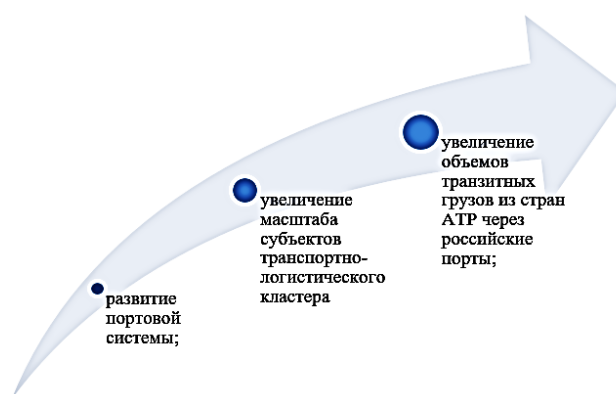 развитие
портовой
системы;
увеличение
масштаба
субъектов
транспортно-
логистического
кластера
увеличение
объемов
транзитных
грузов из стран
АТР через
российские
порты;